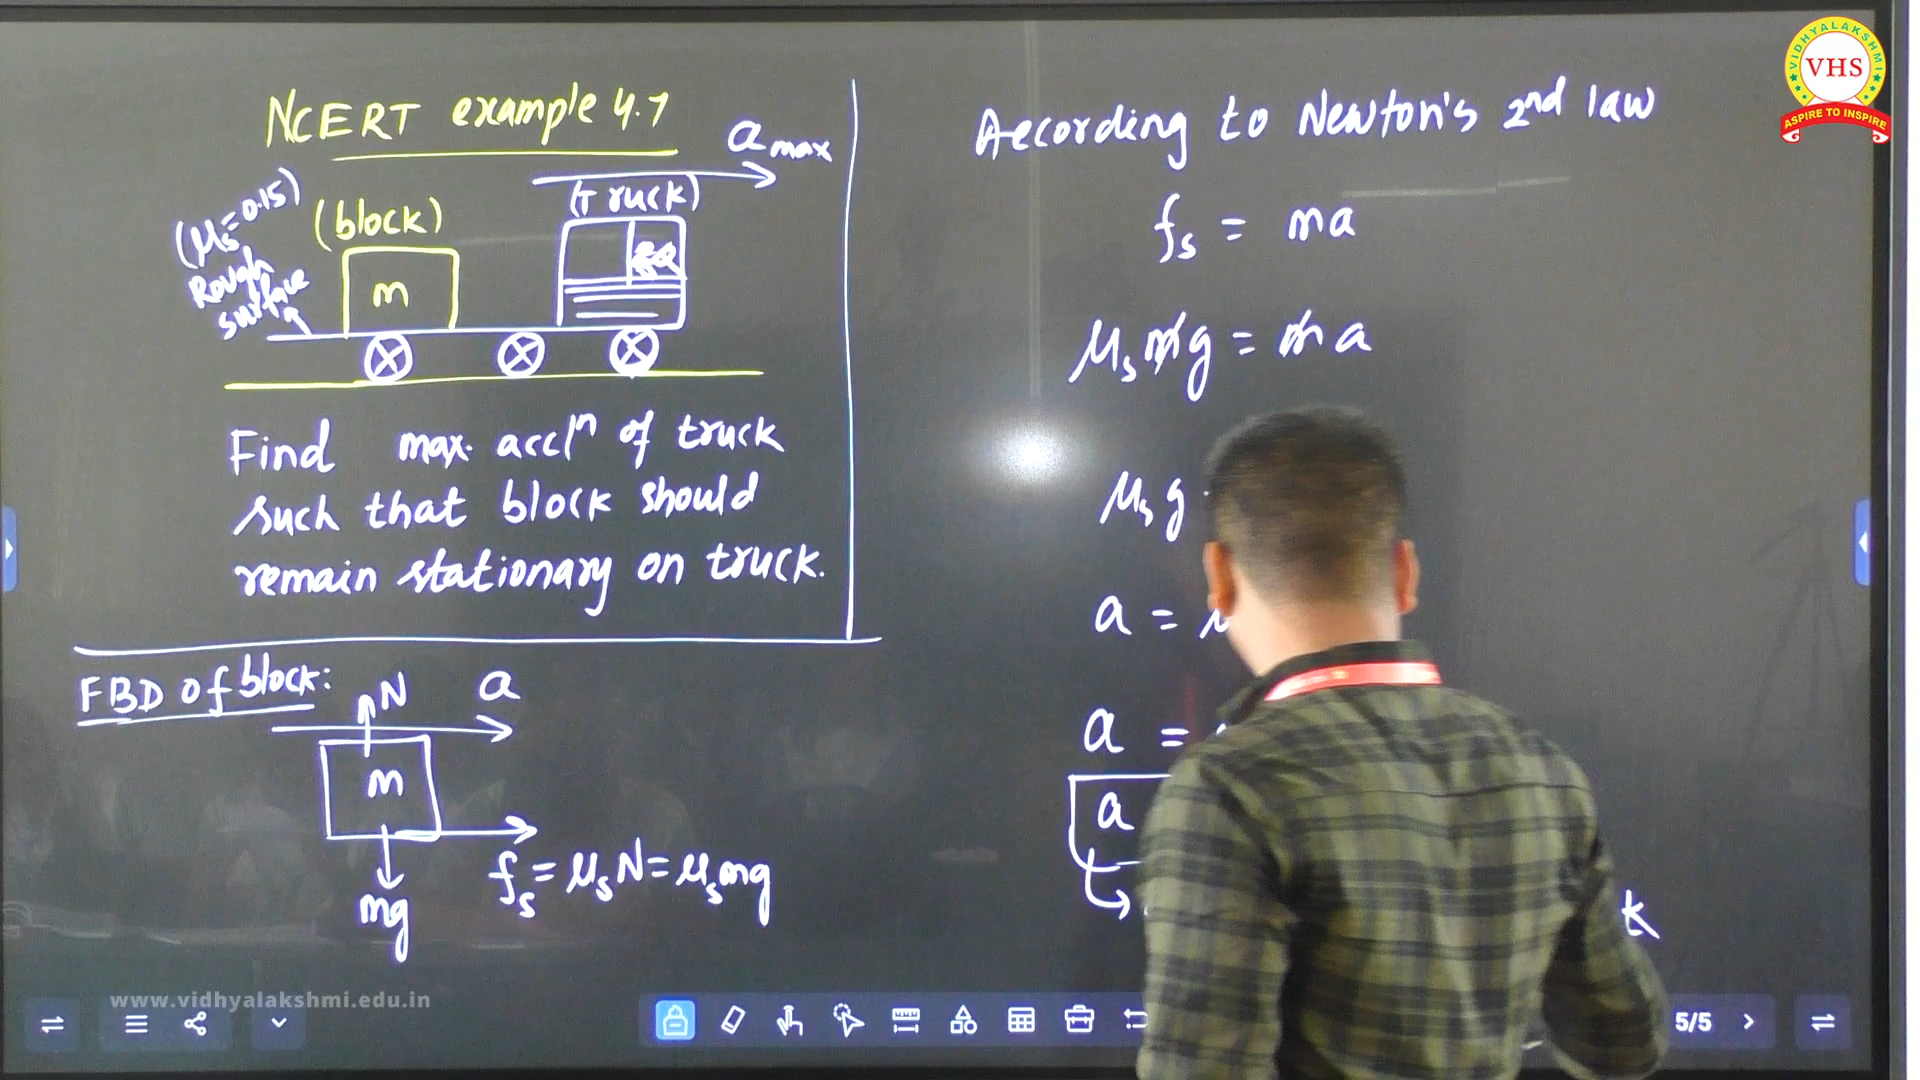 NCERT example 4.7
a max
(μs = 0.15)
Rough
surface
(block)
(truck)
m
Find max. accln of truck
such that block should
remain stationary on truck.
FBD of block:
N
a
m
mg
fs = μsN = μsmg
According to Newton's 2nd law
fs = ma
μsmg = ma
μsg
a =
a =
a
k
VIDHYALAKSHMI
VHS
ASPIRE TO INSPIRE
www.vidhyalakshmi.edu.in
5/5